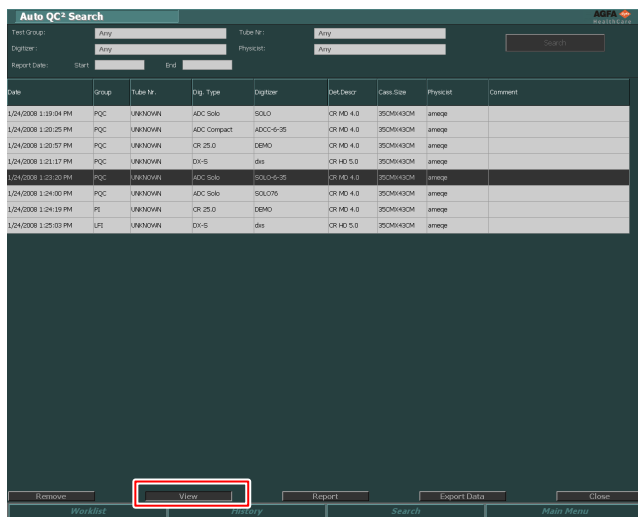 Auto QC² Search
AGFA
HealthCare
Test Group: Any Tube Nr: Any
Digitizer: Any Physicist: Any
Search
Report Date: Start End
Date Group Tube Nr. Dig. Type Digitizer Det.Descr Cass.Size Physicist Comment
1/24/2008 1:19:04 PM PQC UNKNOWN ADC Solo SOLO CR MD 4.0 35CMX43CM ameqe
1/24/2008 1:20:25 PM PQC UNKNOWN ADC Compact ADCC-6-35 CR MD 4.0 35CMX43CM ameqe
1/24/2008 1:20:57 PM PQC UNKNOWN CR 25.0 DEMO CR MD 4.0 35CMX43CM ameqe
1/24/2008 1:21:17 PM PQC UNKNOWN DX-S dxs CR HD 5.0 35CMX43CM ameqe
1/24/2008 1:23:20 PM PQC UNKNOWN ADC Solo SOLO-6-35 CR MD 4.0 35CMX43CM ameqe
1/24/2008 1:24:00 PM PQC UNKNOWN ADC Solo SOLO76 CR MD 4.0 35CMX43CM ameqe
1/24/2008 1:24:19 PM PI UNKNOWN CR 25.0 DEMO CR MD 4.0 35CMX43CM ameqe
1/24/2008 1:25:03 PM LFI UNKNOWN DX-S dxs CR HD 5.0 35CMX43CM ameqe
Remove View Report Export Data Close
Worklist History Search Main Menu